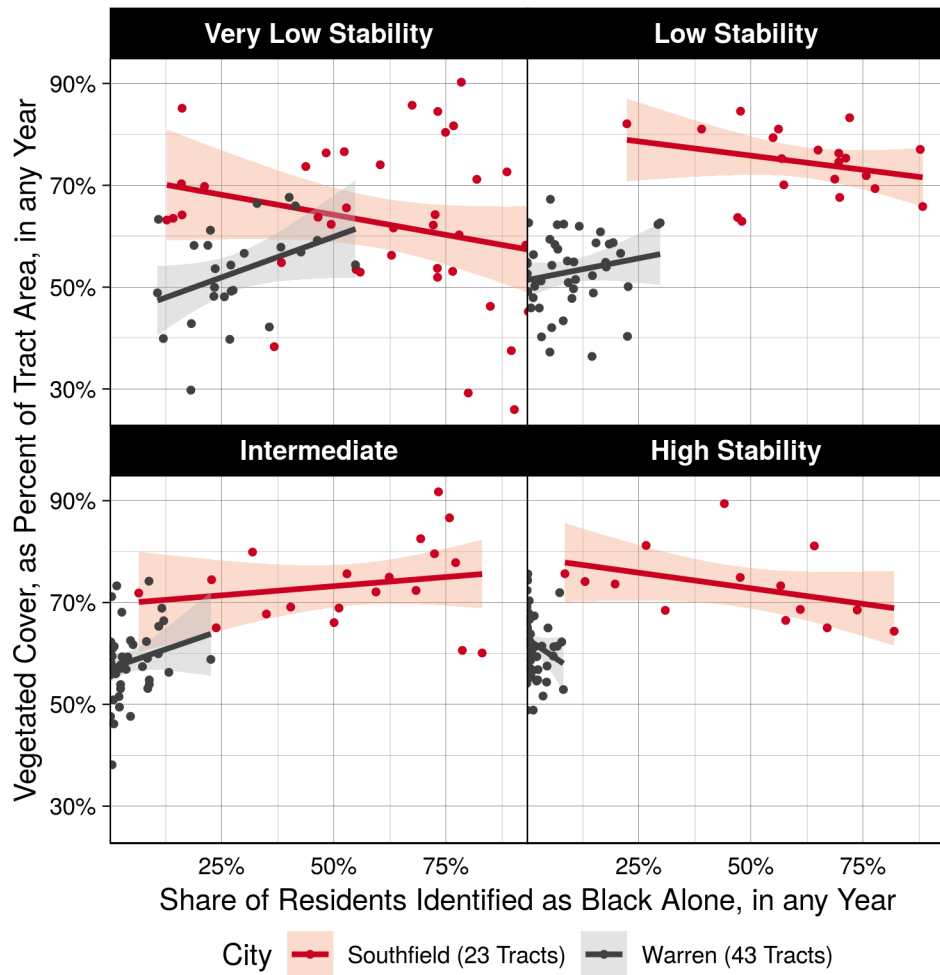 Very Low Stability
Low Stability
90%
70%
50%
30%
Intermediate
High Stability
90%
70%
50%
30%
25%
50%
75%
25%
50%
75%
Vegetated Cover, as Percent of Tract Area, in any Year
Share of Residents Identified as Black Alone, in any Year
City
Southfield (23 Tracts)
Warren (43 Tracts)